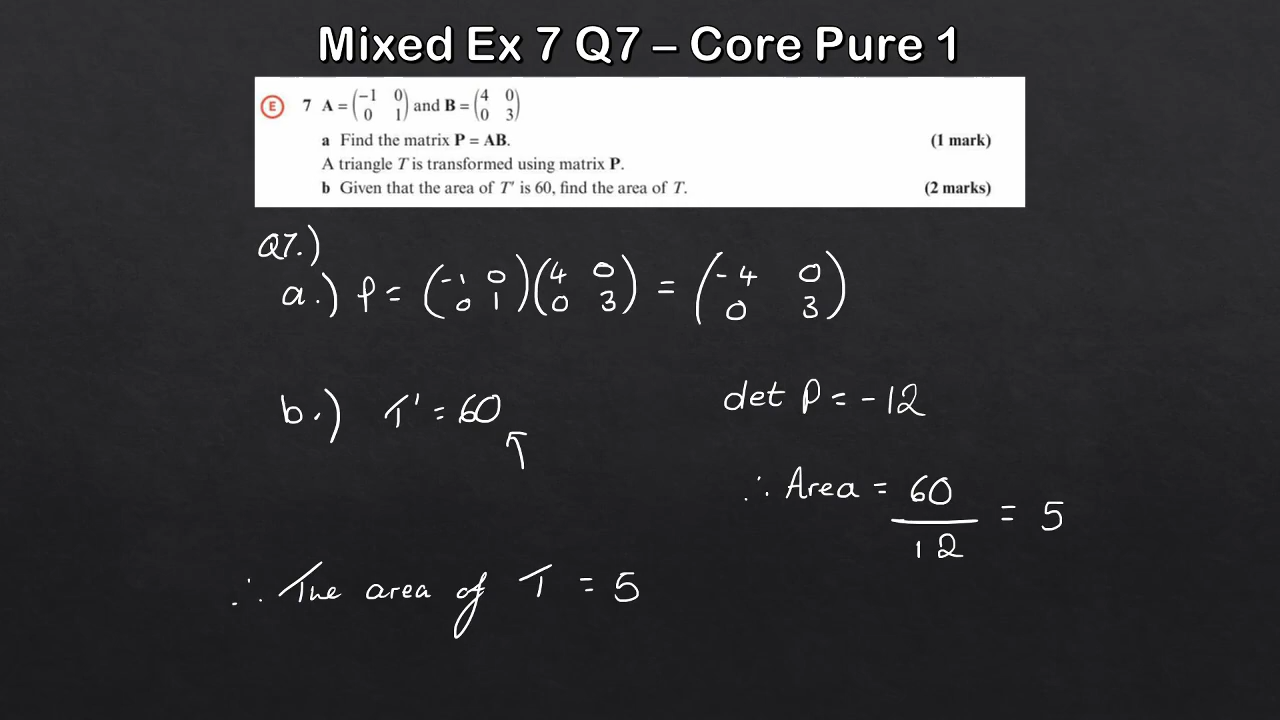 Mixed Ex 7 Q7 – Core Pure 1
E 7 A = (−1 0; 0 1) and B = (4 0; 0 3)
a Find the matrix P = AB. (1 mark)
A triangle T is transformed using matrix P.
b Given that the area of T′ is 60, find the area of T. (2 marks)
Q7.)
a.) P = (-1 0; 0 1)(4 0; 0 3) = (-4 0; 0 3)
b.) T' = 60
↑
det P = -12
∴ Area = 60/12 = 5
∴ The area of T = 5